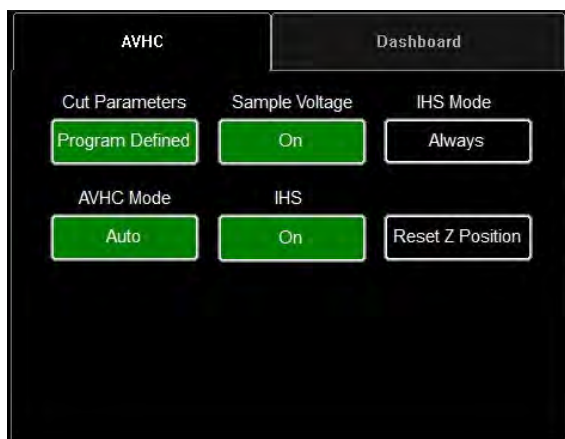 AVHC Dashboard
Cut Parameters Sample Voltage IHS Mode
Program Defined On Always
AVHC Mode IHS
Auto On Reset Z Position